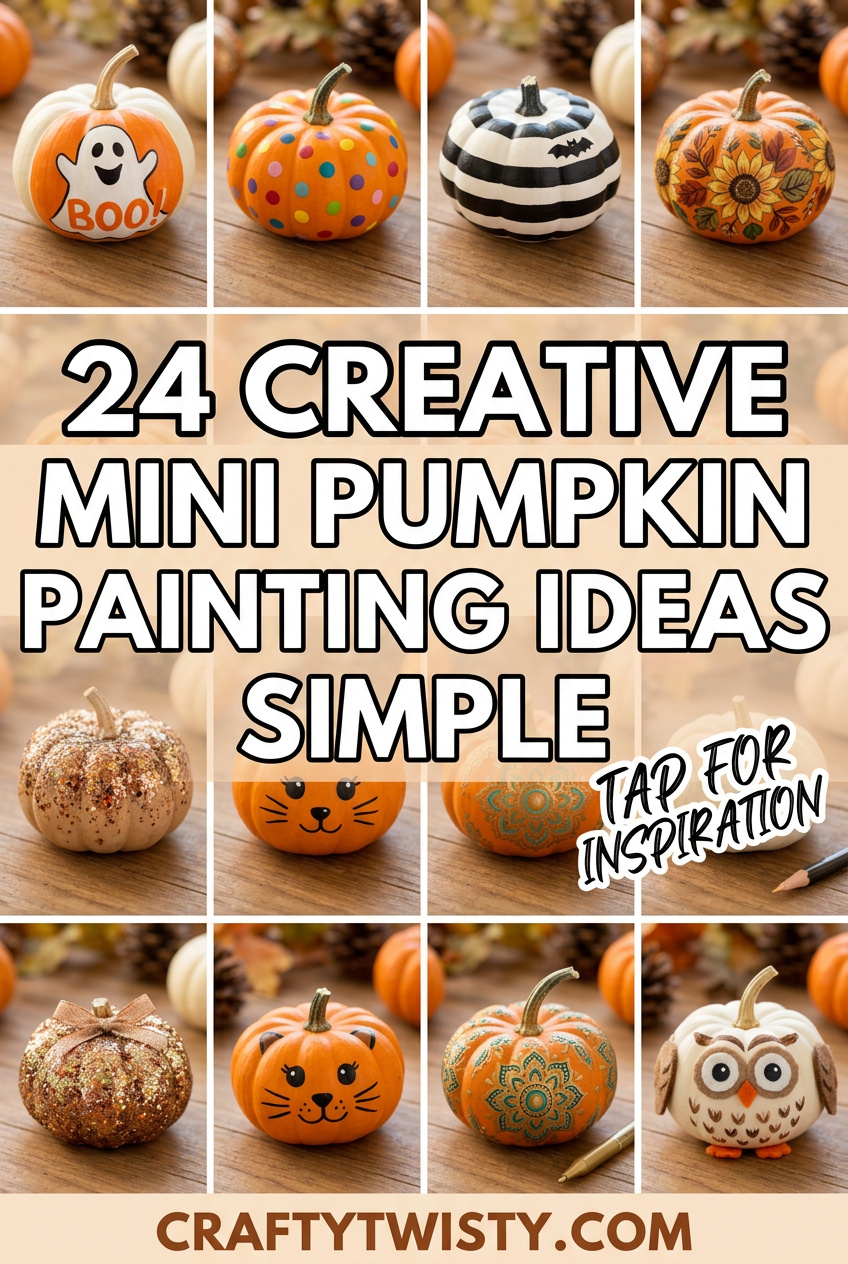 BOO!
24 CREATIVE
MINI PUMPKIN
PAINTING IDEAS
SIMPLE
TAP FOR
INSPIRATION
CRAFTYTWISTY.COM